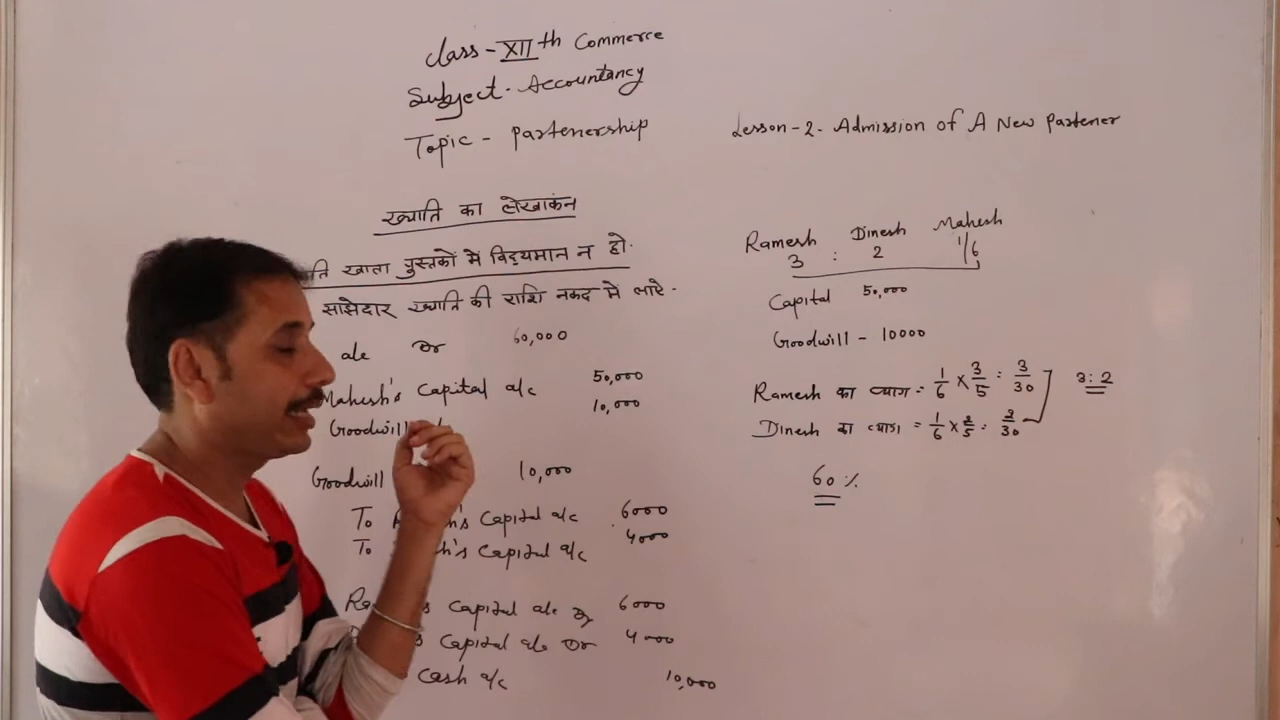 Class - XIIth Commerce
Subject - Accountancy
Topic - Partenership
Lesson-2. Admission of A New Partener
ख्याति का लेखाकंन
ति खाता पुस्तकों में विद्यमान न हो.
साझेदार ख्याति की राशि नकद में लाऐ -
a/c Dr 60,000
Mahesh's Capital a/c 50,000
Goodwill 10,000
Goodwill 10,000
To 's Capital a/c 6000
To h's Capital a/c 4000
s Capital a/c Dr 6000
s Capital a/c Dr 4000
Cash a/c 10,000
Ramesh Dinesh Mahesh
3 : 2 1/6
Capital 50,000
Goodwill - 10000
Ramesh का त्याग = 1/6 × 3/5 = 3/30
3:2
Dinesh का त्याग = 1/6 × 2/5 = 2/30
60 %